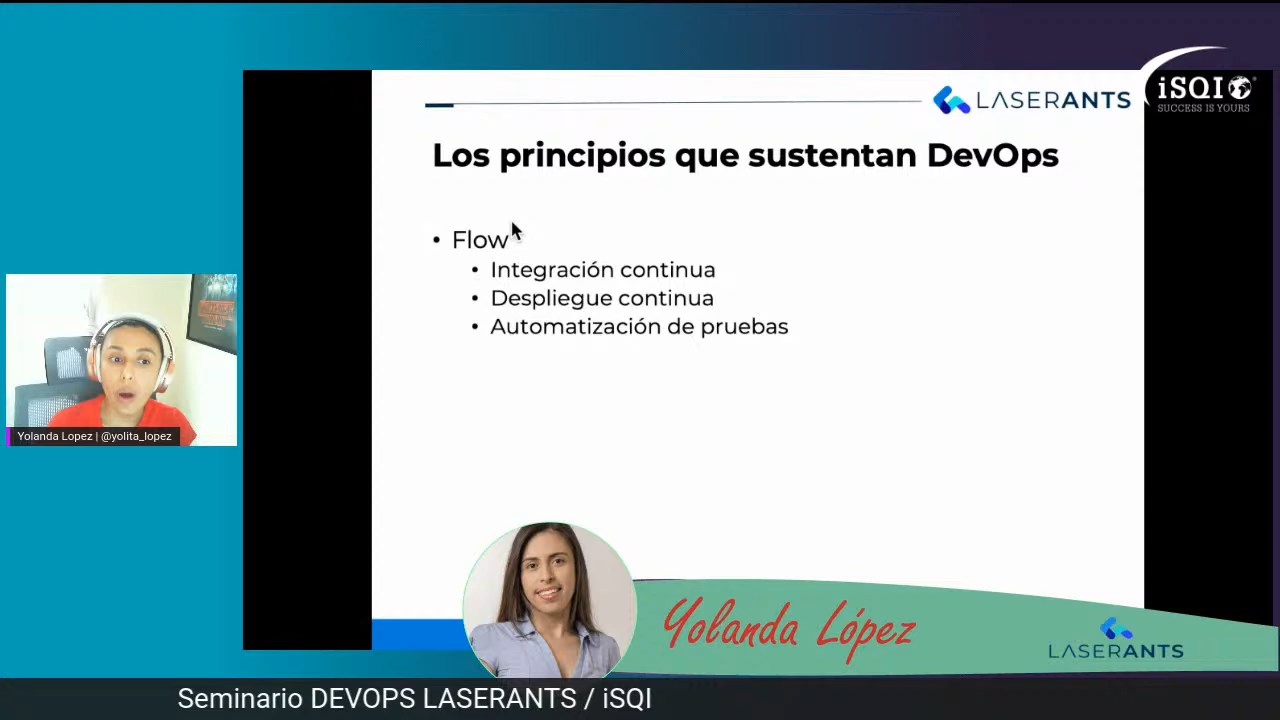 LASERANTS
iSQI
SUCCESS IS YOURS
Los principios que sustentan DevOps
• Flow
• Integración continua
• Despliegue continua
• Automatización de pruebas
Yolanda Lopez | @yolita_lopez
Yolanda López
LASERANTS
Seminario DEVOPS LASERANTS / iSQI